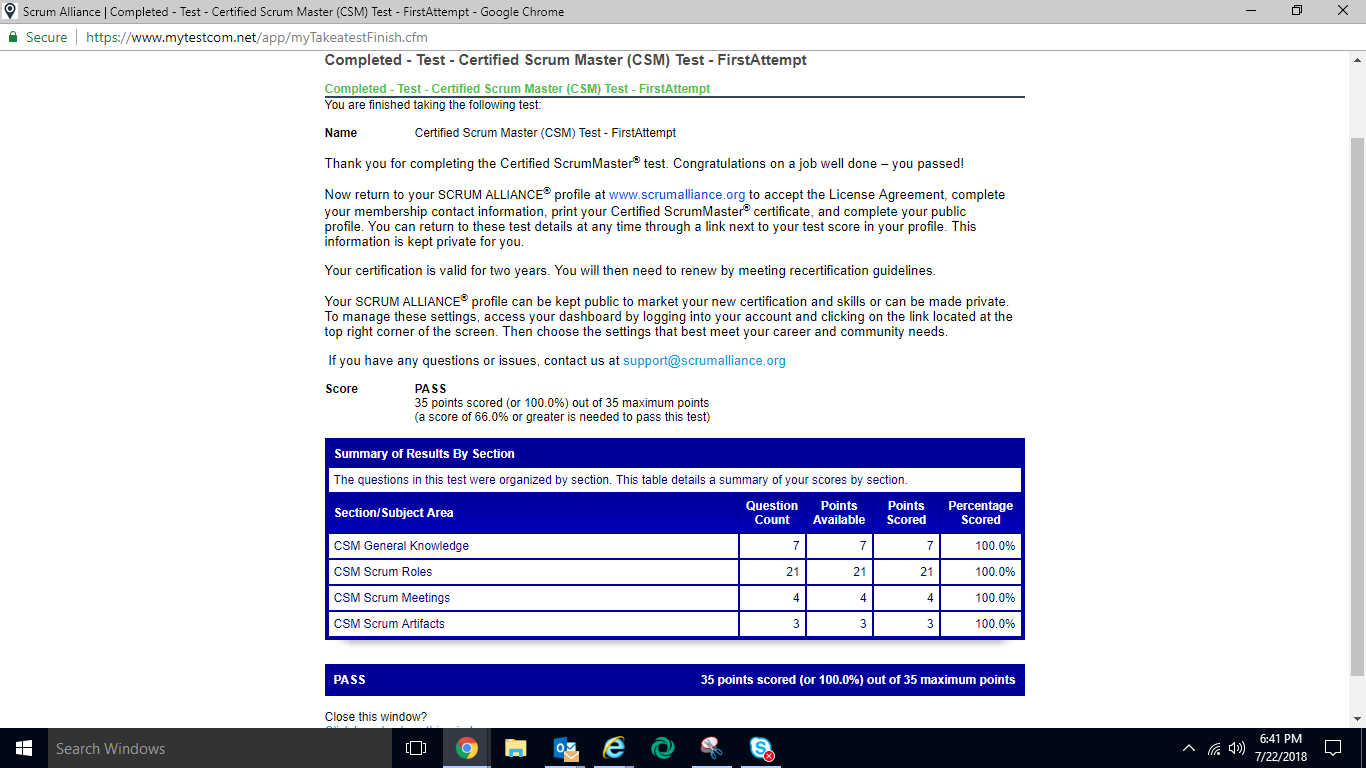 Scrum Alliance | Completed - Test - Certified Scrum Master (CSM) Test - FirstAttempt - Google Chrome
Secure https://www.mytestcom.net/app/myTakeatestFinish.cfm
Completed - Test - Certified Scrum Master (CSM) Test - FirstAttempt
Completed - Test - Certified Scrum Master (CSM) Test - FirstAttempt
You are finished taking the following test:
Name Certified Scrum Master (CSM) Test - FirstAttempt
Thank you for completing the Certified ScrumMaster® test. Congratulations on a job well done – you passed!
Now return to your SCRUM ALLIANCE® profile at www.scrumalliance.org to accept the License Agreement, complete
your membership contact information, print your Certified ScrumMaster® certificate, and complete your public
profile. You can return to these test details at any time through a link next to your test score in your profile. This
information is kept private for you.
Your certification is valid for two years. You will then need to renew by meeting recertification guidelines.
Your SCRUM ALLIANCE® profile can be kept public to market your new certification and skills or can be made private.
To manage these settings, access your dashboard by logging into your account and clicking on the link located at the
top right corner of the screen. Then choose the settings that best meet your career and community needs.
If you have any questions or issues, contact us at support@scrumalliance.org
Score PASS
35 points scored (or 100.0%) out of 35 maximum points
(a score of 66.0% or greater is needed to pass this test)
Summary of Results By Section
The questions in this test were organized by section. This table details a summary of your scores by section.
Section/Subject Area Question Count Points Available Points Scored Percentage Scored
CSM General Knowledge 7 7 7 100.0%
CSM Scrum Roles 21 21 21 100.0%
CSM Scrum Meetings 4 4 4 100.0%
CSM Scrum Artifacts 3 3 3 100.0%
PASS 35 points scored (or 100.0%) out of 35 maximum points
Close this window?
Search Windows
6:41 PM
7/22/2018